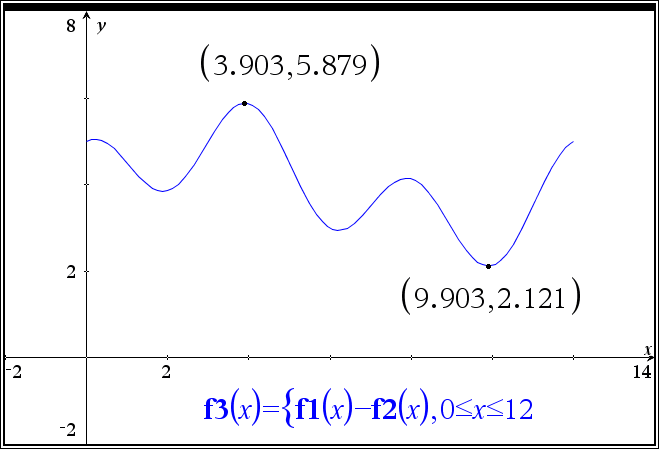 8 y
(3.903,5.879)
2
(9.903,2.121)
x
-2 2 14
f3(x)={f1(x)−f2(x),0≤x≤12
-2